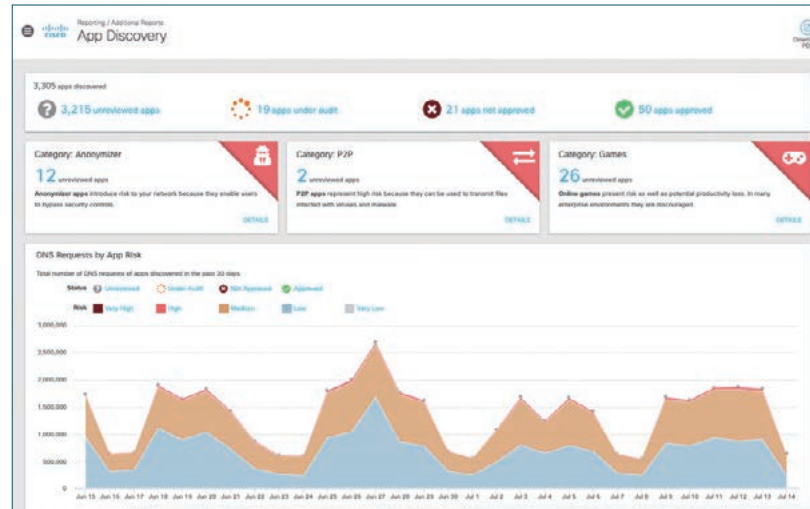 Reporting / Additional Reports
CISCO
App Discovery
3,305 apps discovered
3,215 unreviewed apps
19 apps under audit
21 apps not approved
50 apps approved
Category: Anonymizer
12 unreviewed apps
Anonymizer apps introduce risk to your network because they enable users
to bypass security controls.
DETAILS
Category: P2P
2 unreviewed apps
P2P apps represent high risk because they can be used to transmit files
infected with viruses and malware.
DETAILS
Category: Games
26 unreviewed apps
Online games present risk as well as potential productivity loss. In many
enterprise environments they are discouraged.
DETAILS
DNS Requests by App Risk
Total number of DNS requests of apps discovered in the past 30 days.
Status Unreviewed Under Audit Not Approved Approved
Risk Very High High Medium Low Very Low
3,000,000
2,500,000
2,000,000
1,500,000
1,000,000
500,000
0
Jun 15 Jun 16 Jun 17 Jun 18 Jun 19 Jun 20 Jun 21 Jun 22 Jun 23 Jun 24 Jun 25 Jun 26 Jun 27 Jun 28 Jun 29 Jun 30 Jul 1 Jul 2 Jul 3 Jul 4 Jul 5 Jul 6 Jul 7 Jul 8 Jul 9 Jul 10 Jul 11 Jul 12 Jul 13 Jul 14